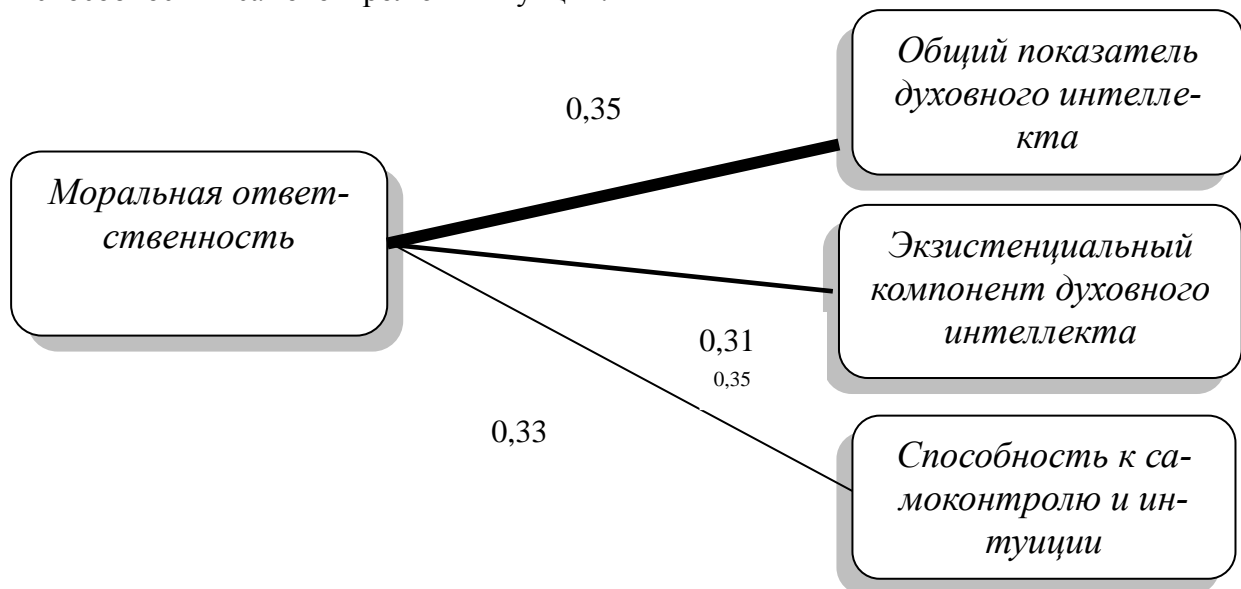 0,35
Общий показатель
духовного интелле-
кта
Моральная ответ-
ственность
Экзистенциальный
компонент духовного
интеллекта
0,31
0,35
0,33
Способность к са-
моконтролю и ин-
туиции